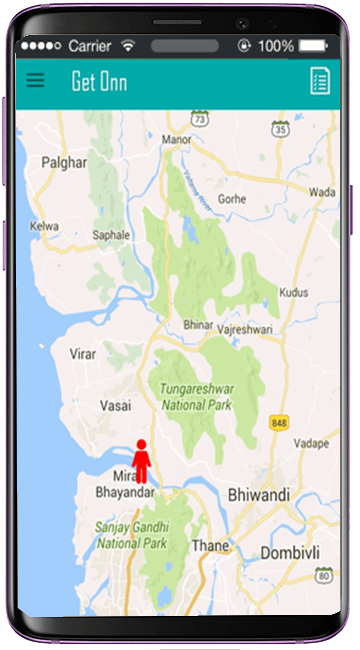 Carrier 100%
Get Onn
73
35
Manor
Palghar
Vaitarna River
Wada
Gorhe
Kelwa
Saphale
Kudus
Bhinar
Vajreshwari
Virar
Tungareshwar
National Park
Vasai
848
Vadape
Mira
Bhayandar
Bhiwandi
Sanjay Gandhi
National Park
Thane
Dombivli
80